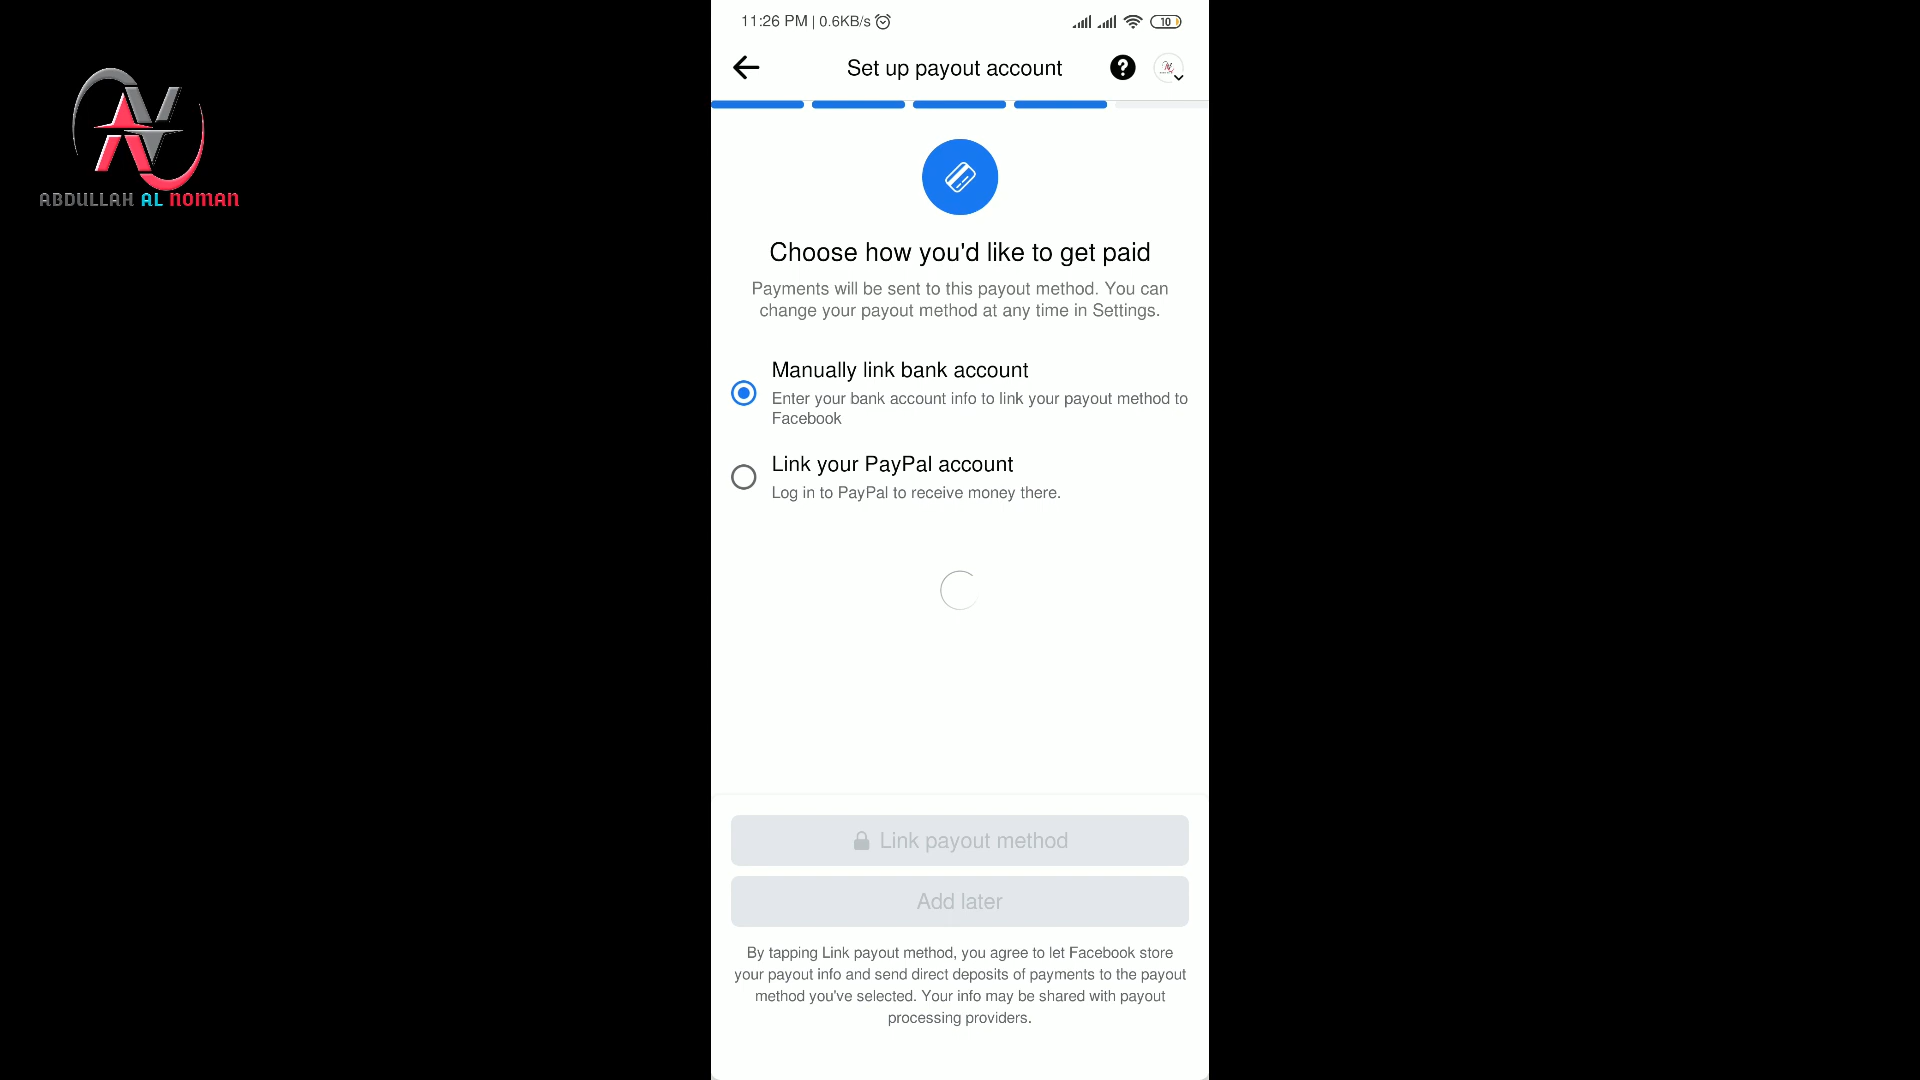 11:26 PM | 0.6KB/s
10
Set up payout account
ABDULLAH AL NOMAN
Choose how you'd like to get paid
Payments will be sent to this payout method. You can
change your payout method at any time in Settings.
Manually link bank account
Enter your bank account info to link your payout method to
Facebook
Link your PayPal account
Log in to PayPal to receive money there.
Link payout method
Add later
By tapping Link payout method, you agree to let Facebook store
your payout info and send direct deposits of payments to the payout
method you've selected. Your info may be shared with payout
processing providers.